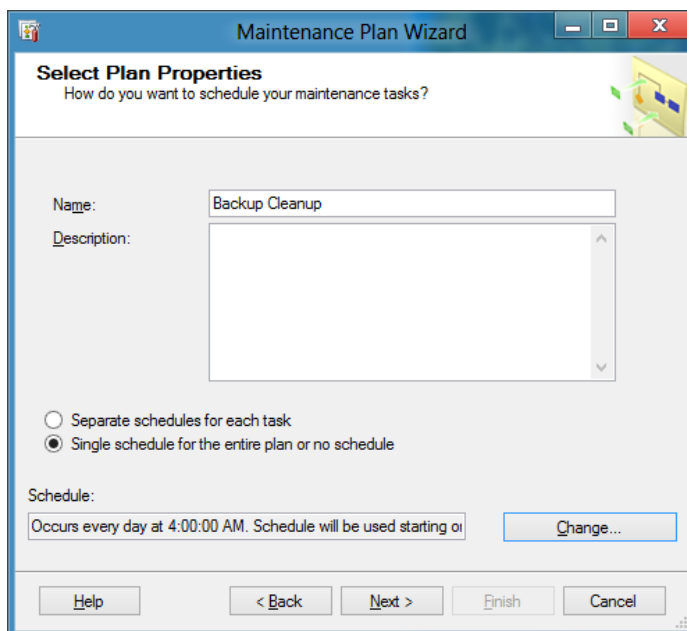 Maintenance Plan Wizard
Select Plan Properties
How do you want to schedule your maintenance tasks?
Name:
Backup Cleanup
Description:
Separate schedules for each task
Single schedule for the entire plan or no schedule
Schedule:
Occurs every day at 4:00:00 AM. Schedule will be used starting
Change...
Help
< Back
Next >
Finish
Cancel